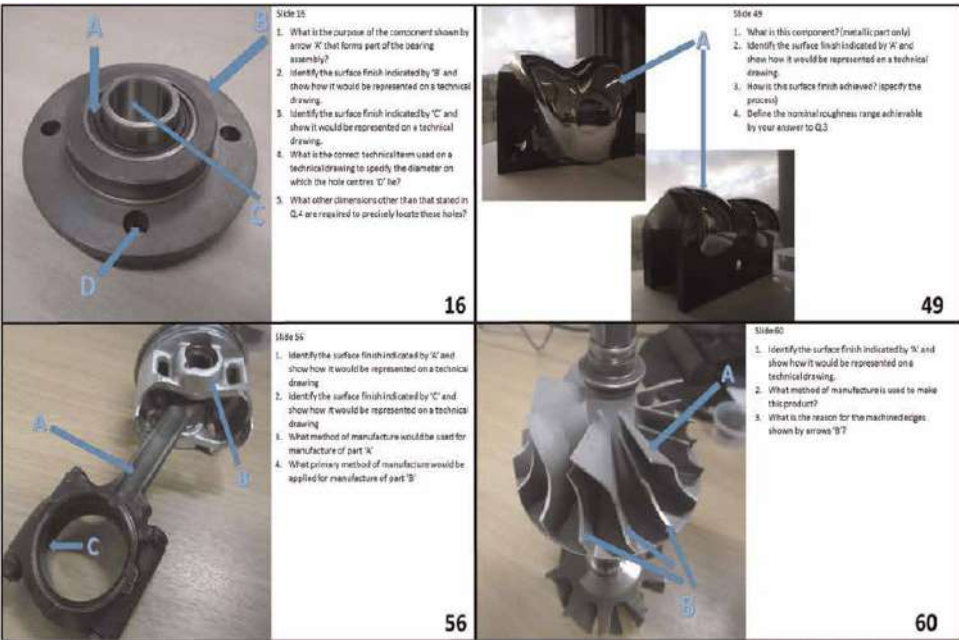 Slide 16
A
B
1. What is the purpose of the component shown by
arrow 'A' that forms part of the bearing
assembly?
2. Identify the surface finish indicated by 'B' and
show how it would be represented on a technical
drawing.
3. Identify the surface finish indicated by 'C' and
show it would be represented on a technical
drawing.
4. What is the correct technical term used on a
technical drawing to specify the diameter on
which the hole centres 'D' lie?
5. What other dimensions other than that stated in
Q.4 are required to precisely locate these holes?
C
D
16
Slide 49
A
1. What is this component? (metallic part only)
2. Identify the surface finish indicated by 'A' and
show how it would be represented on a technical
drawing.
3. How is this surface finish achieved? (specify the
process)
4. Define the nominal roughness range achievable
by your answer to Q.3
49
Slide 56
1. Identify the surface finish indicated by 'A' and
show how it would be represented on a technical
drawing
2. Identify the surface finish indicated by 'C' and
show how it would be represented on a technical
drawing
3. What method of manufacture would be used for
manufacture of part 'A'
4. What primary method of manufacture would be
applied for manufacture of part 'B'
A
B
C
56
Slide 60
1. Identify the surface finish indicated by 'A' and
show how it would be represented on a
technical drawing.
2. What method of manufacture is used to make
this product?
3. What is the reason for the machined edges
shown by arrows 'B'?
A
B
60